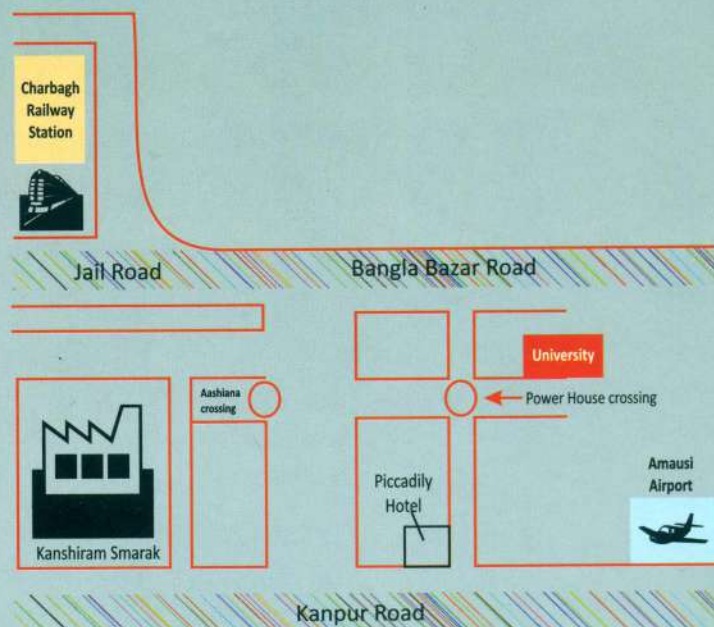 Charbagh
Railway
Station
Jail Road
Bangla Bazar Road
University
Aashiana
crossing
Power House crossing
Piccadily
Hotel
Amausi
Airport
Kanshiram Smarak
Kanpur Road